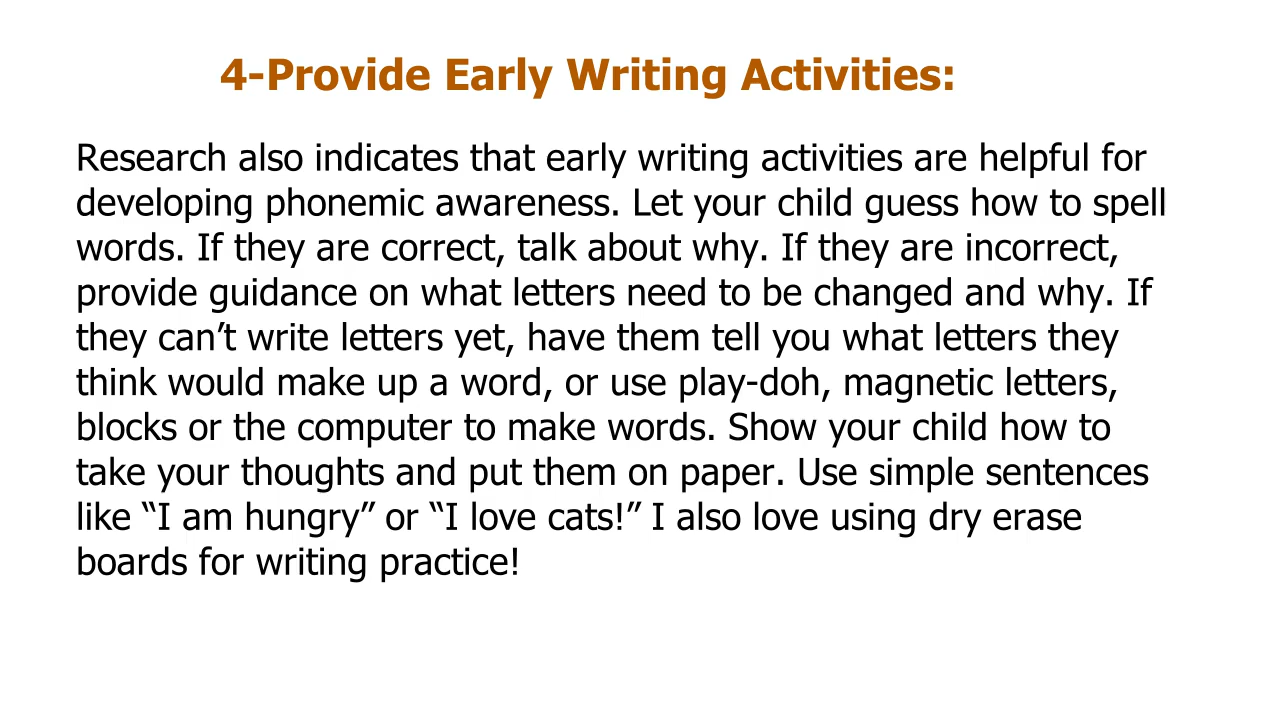 4-Provide Early Writing Activities:
Research also indicates that early writing activities are helpful for
developing phonemic awareness. Let your child guess how to spell
words. If they are correct, talk about why. If they are incorrect,
provide guidance on what letters need to be changed and why. If
they can’t write letters yet, have them tell you what letters they
think would make up a word, or use play-doh, magnetic letters,
blocks or the computer to make words. Show your child how to
take your thoughts and put them on paper. Use simple sentences
like “I am hungry” or “I love cats!” I also love using dry erase
boards for writing practice!